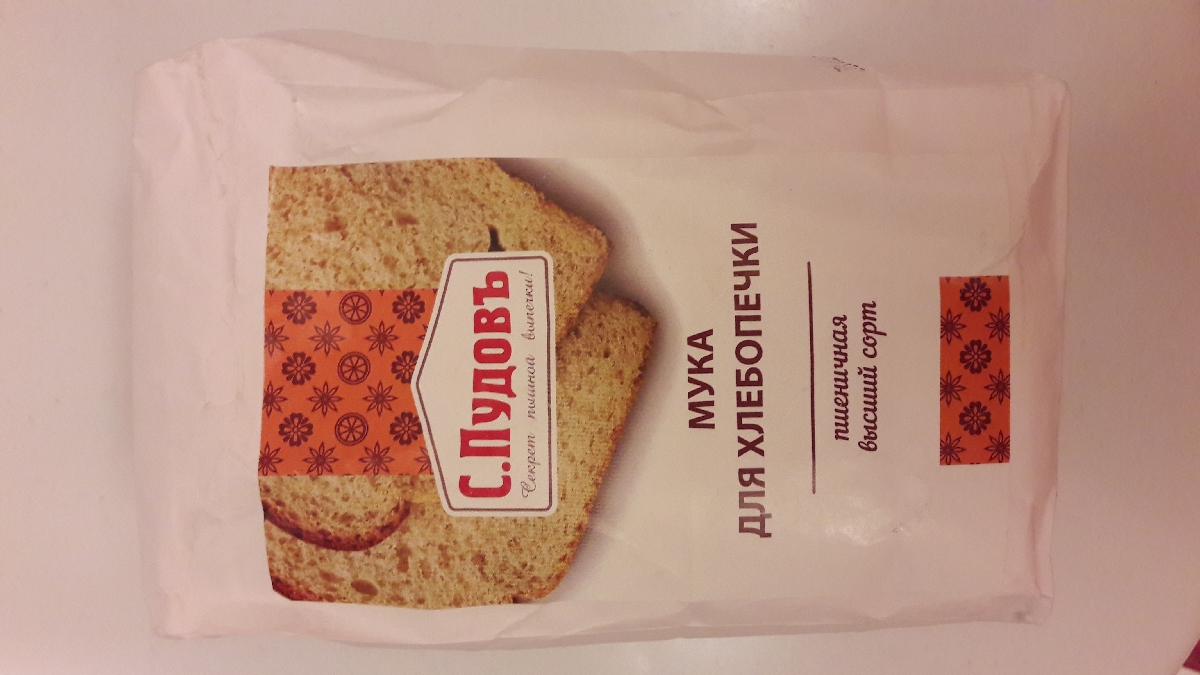 С.Пудовъ
Секрет пышной выпечки!
МУКА
ДЛЯ ХЛЕБОПЕЧКИ
пшеничная
высший сорт